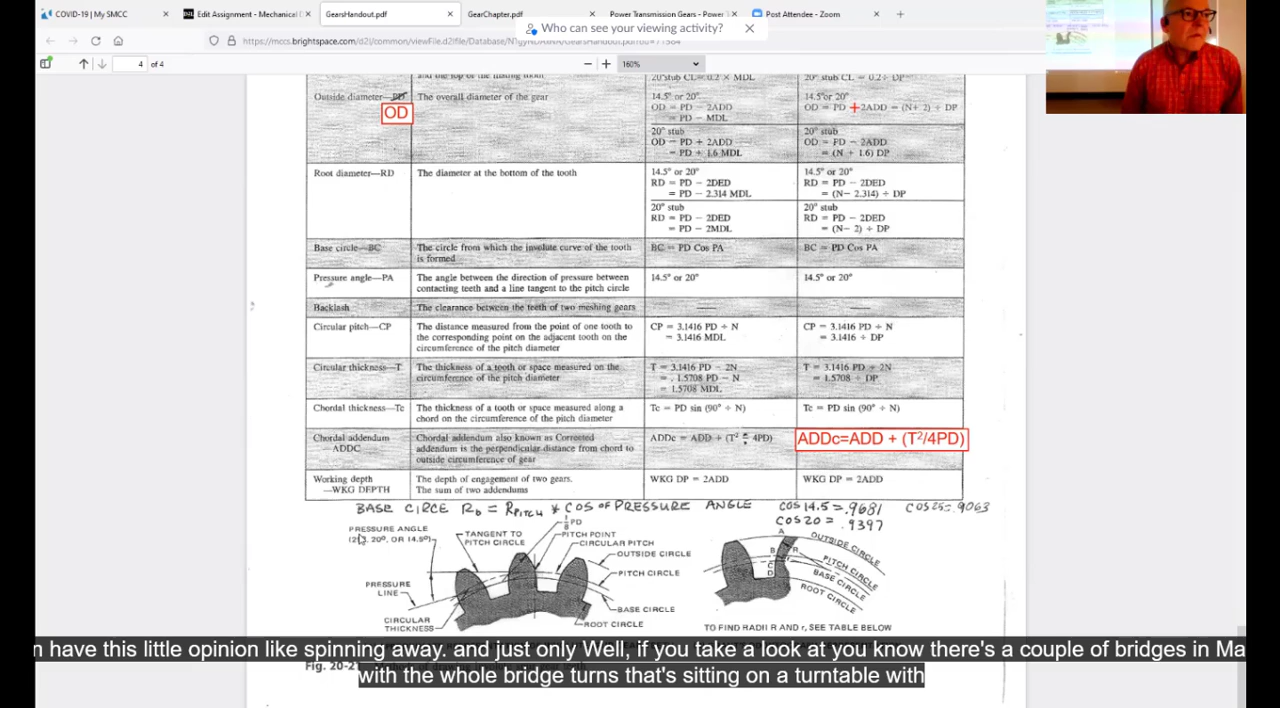 COVID-19 | My SMCC
Edit Assignment - Mechanical
GearsHandout.pdf
GearChapter.pdf
Power Transmission Gears - Power
Post Attendee - Zoom
Who can see your viewing activity?
4 of 4
160%
20° stub CL = 0.2 × MDL
20° stub CL = 0.2 ÷ DP
Outside diameter—
OD
The overall diameter of the gear
14.5° or 20°
OD = PD − 2ADD
= PD − MDL
14.5° or 20°
OD = PD + 2ADD = (N+ 2) ÷ DP
20° stub
OD = PD + 2ADD
= PD + 1.6 MDL
20° stub
OD = PD − 2ADD
= (N + 1.6) DP
Root diameter—RD
The diameter at the bottom of the tooth
14.5° or 20°
RD = PD − 2DED
= PD − 2.314 MDL
14.5° or 20°
RD = PD − 2DED
= (N− 2.314) ÷ DP
20° stub
RD = PD − 2DED
= PD − 2MDL
20° stub
RD = PD − 2DED
= (N− 2) ÷ DP
Base circle—BC
The circle from which the involute curve of the tooth
is formed
BC = PD Cos PA
BC = PD Cos PA
Pressure angle—PA
The angle between the direction of pressure between
contacting teeth and a line tangent to the pitch circle
14.5° or 20°
14.5° or 20°
Backlash
The clearance between the teeth of two meshing gears
Circular pitch—CP
The distance measured from the point of one tooth to
the corresponding point on the adjacent tooth on the
circumference of the pitch diameter
CP = 3.1416 PD ÷ N
= 3.1416 MDL
CP = 3.1416 PD ÷ N
= 3.1416 ÷ DP
Circular thickness—T
The thickness of a tooth or space measured on the
circumference of the pitch diameter
T = 3.1416 PD − 2N
= 1.5708 PD − N
= 1.5708 MDL
T = 3.1416 PD ÷ 2N
= 1.5708 ÷ DP
Chordal thickness—Tc
The thickness of a tooth or space measured along a
chord on the circumference of the pitch diameter
Tc = PD sin (90° ÷ N)
Tc = PD sin (90° ÷ N)
Chordal addendum
—ADDC
Chordal addendum also known as Corrected
addendum is the perpendicular distance from chord to
outside circumference of gear
ADDc = ADD + (T² ÷ 4PD)
ADDc=ADD + (T²/4PD)
Working depth
—WKG DEPTH
The depth of engagement of two gears.
The sum of two addendums
WKG DP = 2ADD
WKG DP = 2ADD
BASE CIRCE Rb = RPITCH * COS OF PRESSURE ANGLE
COS 14.5 = .9681
COS 25 = .9063
COS 20 = .9397
PRESSURE ANGLE
20°, OR 14.5°)
TANGENT TO
PITCH CIRCLE
PD
PITCH POINT
CIRCULAR PITCH
OUTSIDE CIRCLE
PITCH CIRCLE
PRESSURE
LINE
BASE CIRCLE
CIRCULAR
THICKNESS
ROOT CIRCLE
A
B
R
C
D
OUTSIDE CIRCLE
PITCH CIRCLE
BASE CIRCLE
ROOT CIRCLE
TO FIND RADII R AND r, SEE TABLE BELOW
n have this little opinion like spinning away. and just only Well, if you take a look at you know there's a couple of bridges in Ma
Fig. 20-2
with the whole bridge turns that's sitting on a turntable with